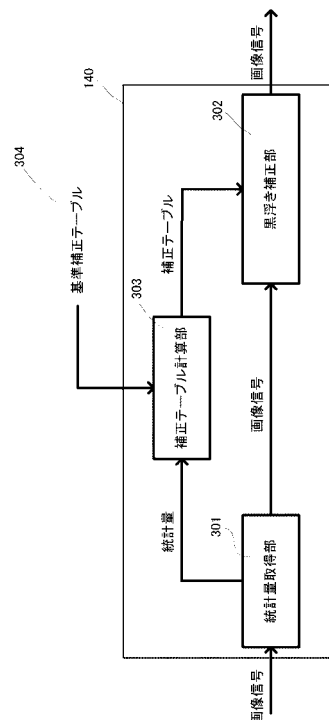 304
基準補正テーブル
140
303
補正テーブル計算部
統計量
補正テーブル
画像信号
301
統計量取得部
画像信号
302
黒浮き補正部
画像信号